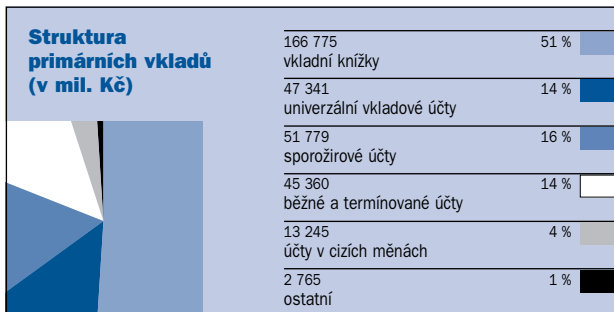 Struktura
primárních vkladů
(v mil. Kč)
166 775 51 %
vkladní knížky
47 341 14 %
univerzální vkladové účty
51 779 16 %
sporožirové účty
45 360 14 %
běžné a termínované účty
13 245 4 %
účty v cizích měnách
2 765 1 %
ostatní